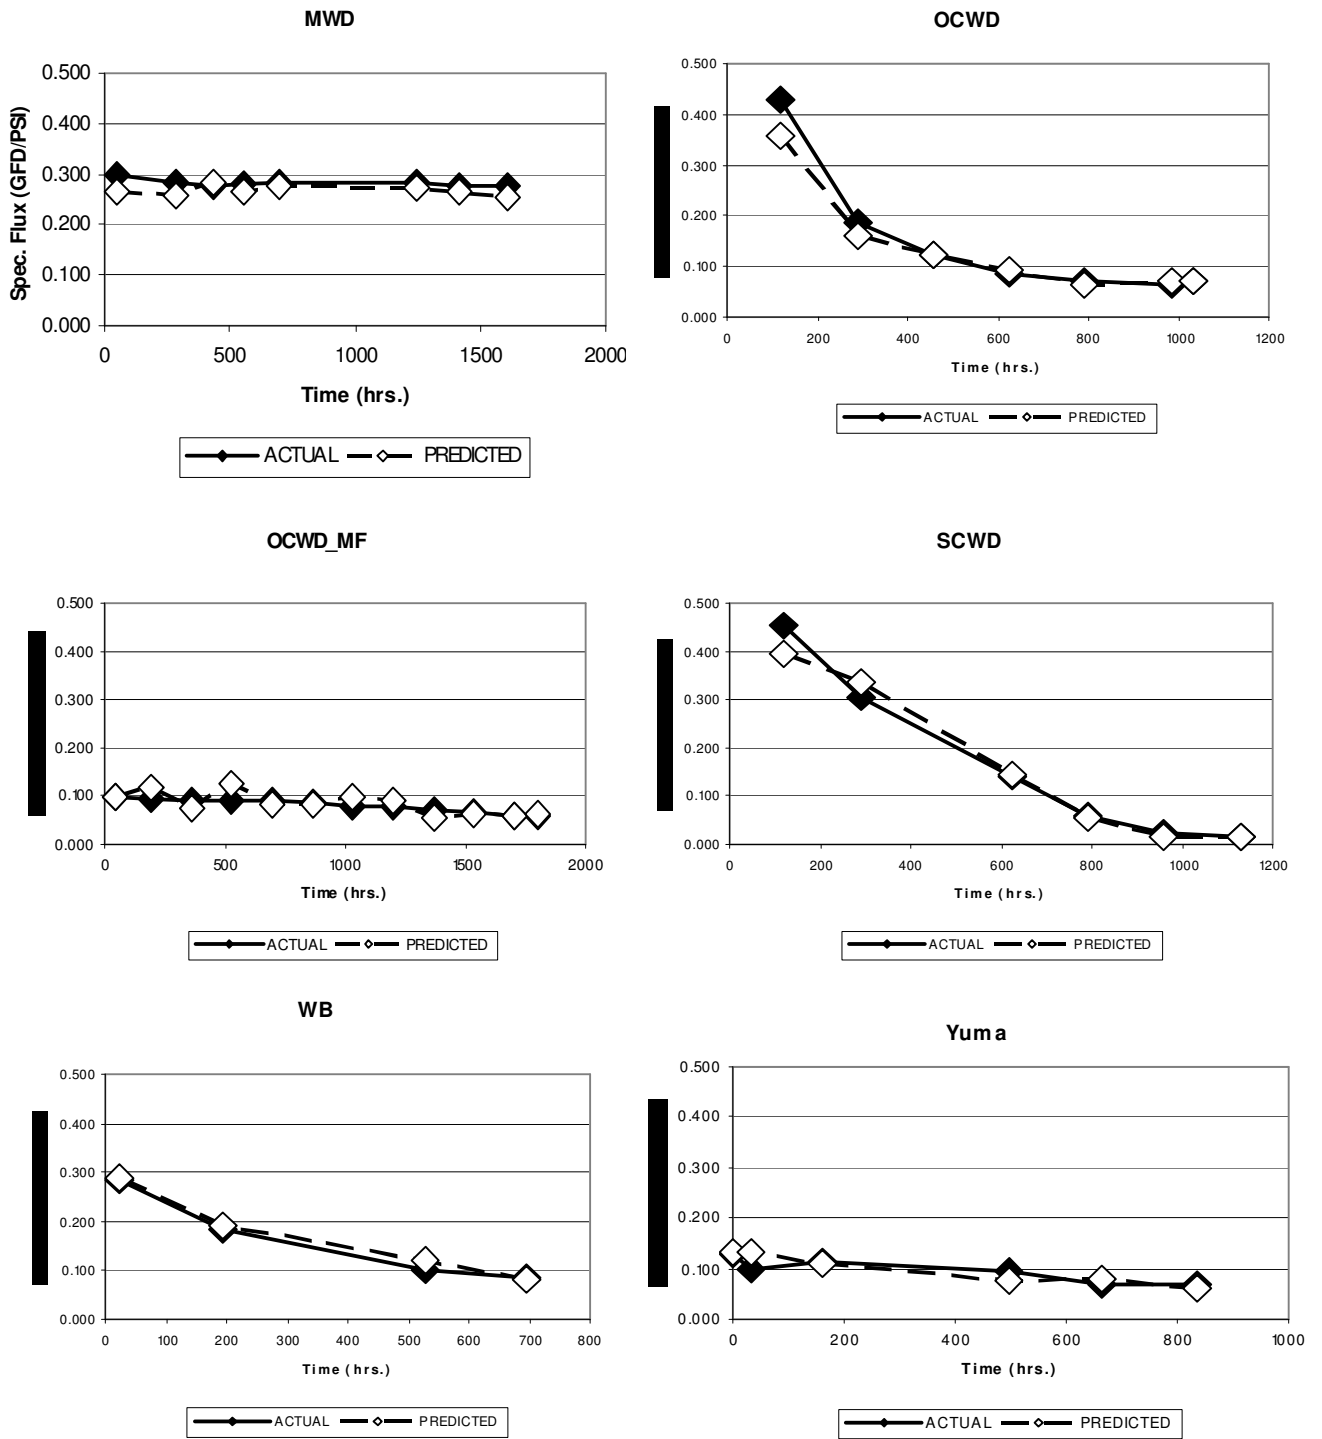 MWD
Spec. Flux (GFD/PSI)
0.500
0.400
0.300
0.200
0.100
0.000
0 500 1000 1500 2000
Time (hrs.)
ACTUAL PREDICTED
OCWD
0.500
0.400
0.300
0.200
0.100
0.000
0 200 400 600 800 1000 1200
Time (hrs.)
ACTUAL PREDICTED
OCWD_MF
0.500
0.400
0.300
0.200
0.100
0.000
0 500 1000 1500 2000
Time (hrs.)
ACTUAL PREDICTED
SCWD
0.500
0.400
0.300
0.200
0.100
0.000
0 200 400 600 800 1000 1200
Time (hrs.)
ACTUAL PREDICTED
WB
0.500
0.400
0.300
0.200
0.100
0.000
0 100 200 300 400 500 600 700 800
Time (hrs.)
ACTUAL PREDICTED
Yuma
0.500
0.400
0.300
0.200
0.100
0.000
0 200 400 600 800 1000
Time (hrs.)
ACTUAL PREDICTED